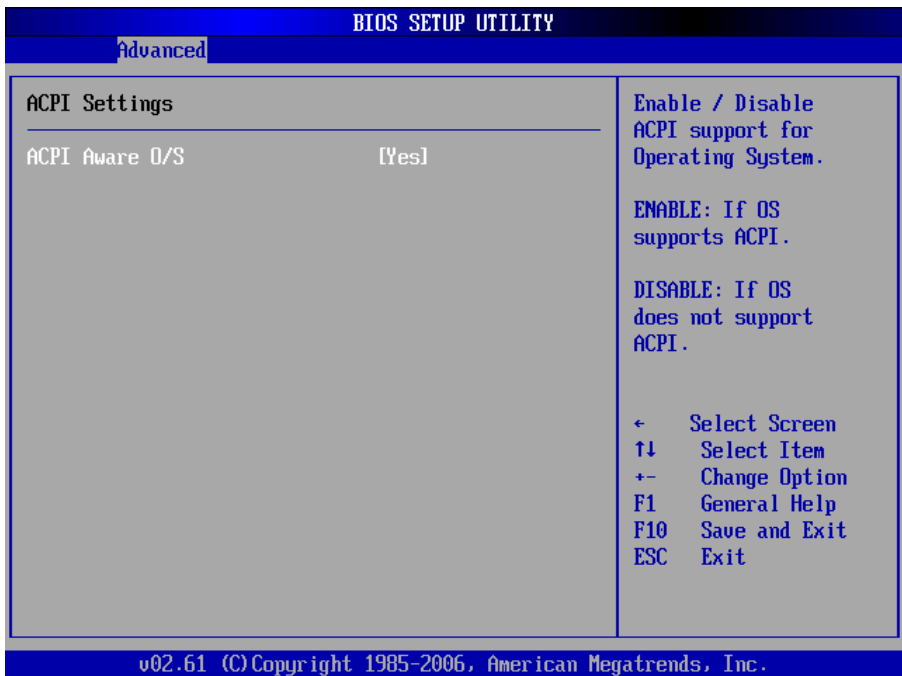 BIOS SETUP UTILITY
Advanced
ACPI Settings
ACPI Aware O/S [Yes]
Enable / Disable
ACPI support for
Operating System.
ENABLE: If OS
supports ACPI.
DISABLE: If OS
does not support
ACPI.
← Select Screen
↑↓ Select Item
+- Change Option
F1 General Help
F10 Save and Exit
ESC Exit
v02.61 (C)Copyright 1985-2006, American Megatrends, Inc.